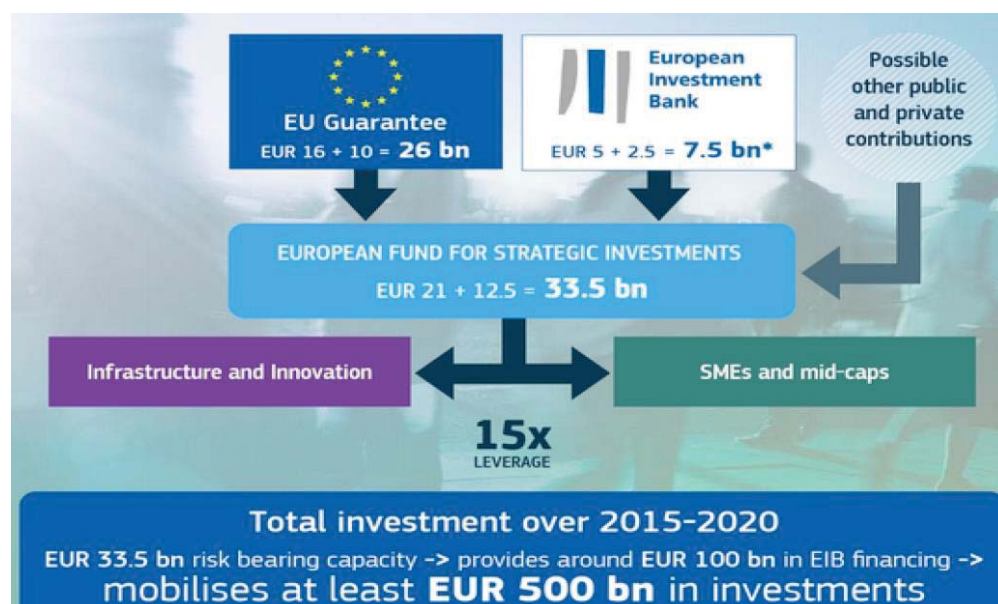 EU Guarantee
EUR 16 + 10 = 26 bn
European
Investment
Bank
EUR 5 + 2.5 = 7.5 bn*
Possible
other public
and private
contributions
EUROPEAN FUND FOR STRATEGIC INVESTMENTS
EUR 21 + 12.5 = 33.5 bn
Infrastructure and Innovation
SMEs and mid-caps
15x
LEVERAGE
Total investment over 2015-2020
EUR 33.5 bn risk bearing capacity -> provides around EUR 100 bn in EIB financing ->
mobilises at least EUR 500 bn in investments